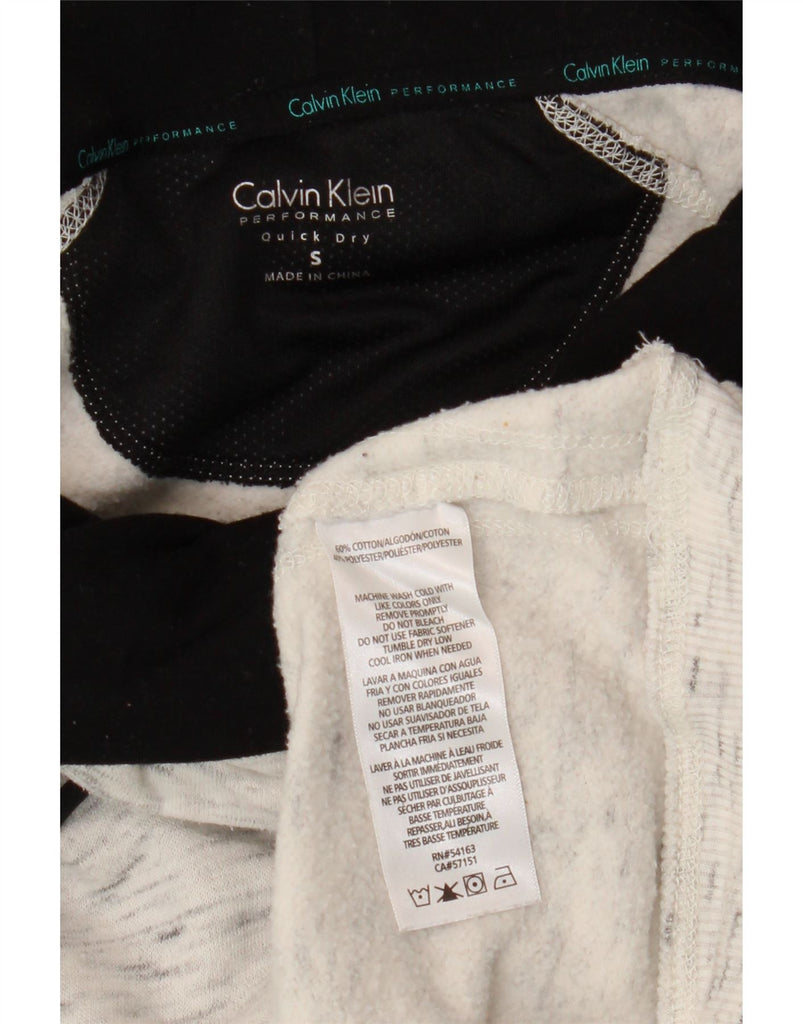 Calvin Klein PERFORMANCE
Calvin Klein PERFORMANCE
Calvin Klein PERFORM
Calvin Klein
PERFORMANCE
Quick Dry
S
MADE IN CHINA
60% COTTON/ALGODÓN/COTON
40% POLYESTER/POLIÉSTER/POLYESTER
MACHINE WASH COLD WITH
LIKE COLORS ONLY
REMOVE PROMPTLY
DO NOT BLEACH
DO NOT USE FABRIC SOFTENER
TUMBLE DRY LOW
COOL IRON WHEN NEEDED
LAVAR A MAQUINA CON AGUA
FRIA Y CON COLORES IGUALES
REMOVER RAPIDAMENTE
NO USAR BLANQUEADOR
NO USAR SUAVISADOR DE TELA
SECAR A TEMPERATURA BAJA
PLANCHA FRIA SI NECESITA
LAVER À LA MACHINE À LEAU FROIDE
SORTIR IMMÉDIATEMENT
NE PAS UTILISER DE JAVELLISANT
NE PAS UTILISER D'ASSOUPLISSEUR
SÉCHER PAR CULBUTAGE À
BASSE TEMPÉRATURE
REPASSER,AU BESOIN,À
TRES BASSE TEMPÉRATURE
RN#54163
CA#57151